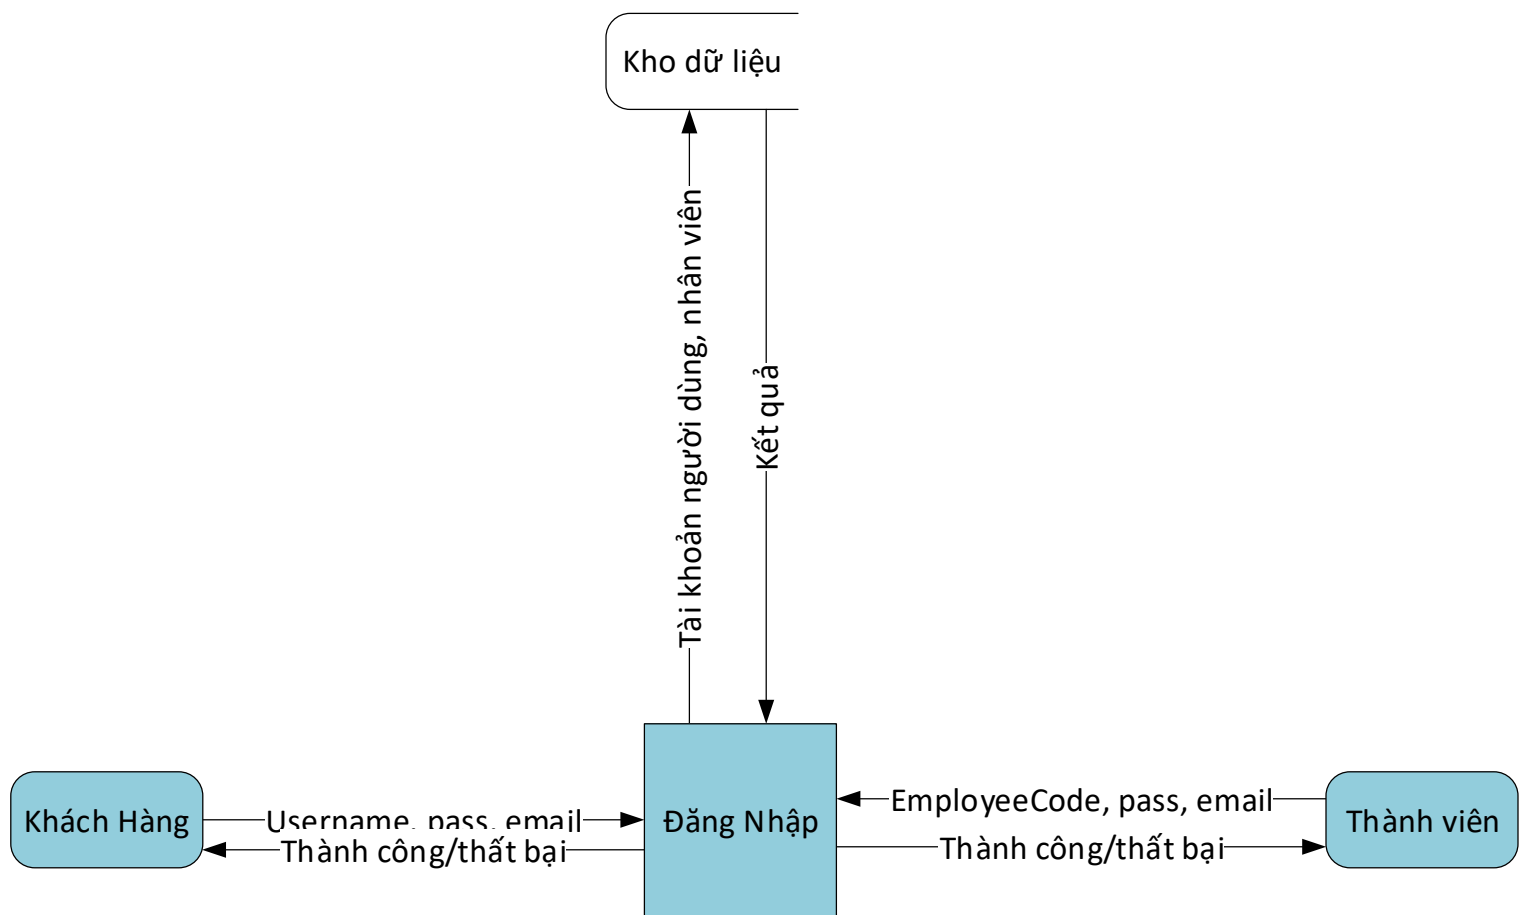 Kho dữ liệu
Tài khoản người dùng, nhân viên
Kết quả
Khách Hàng
Username, pass, email
Thành công/thất bại
Đăng Nhập
EmployeeCode, pass, email
Thành công/thất bại
Thành viên